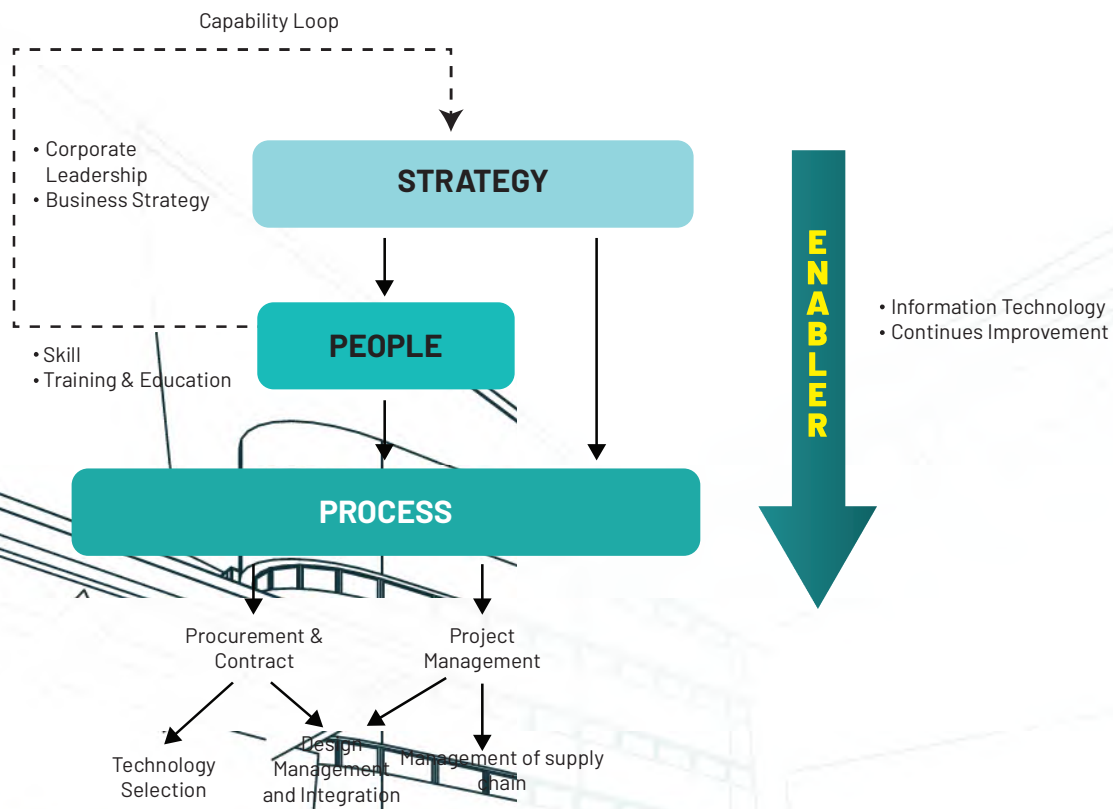 Capability Loop
• Corporate
Leadership
• Business Strategy
STRATEGY
ENABLER
• Information Technology
• Continues Improvement
PEOPLE
• Skill
• Training & Education
PROCESS
Procurement &
Contract
Project
Management
Technology
Selection
Design
Management
and Integration
Management of supply
chain